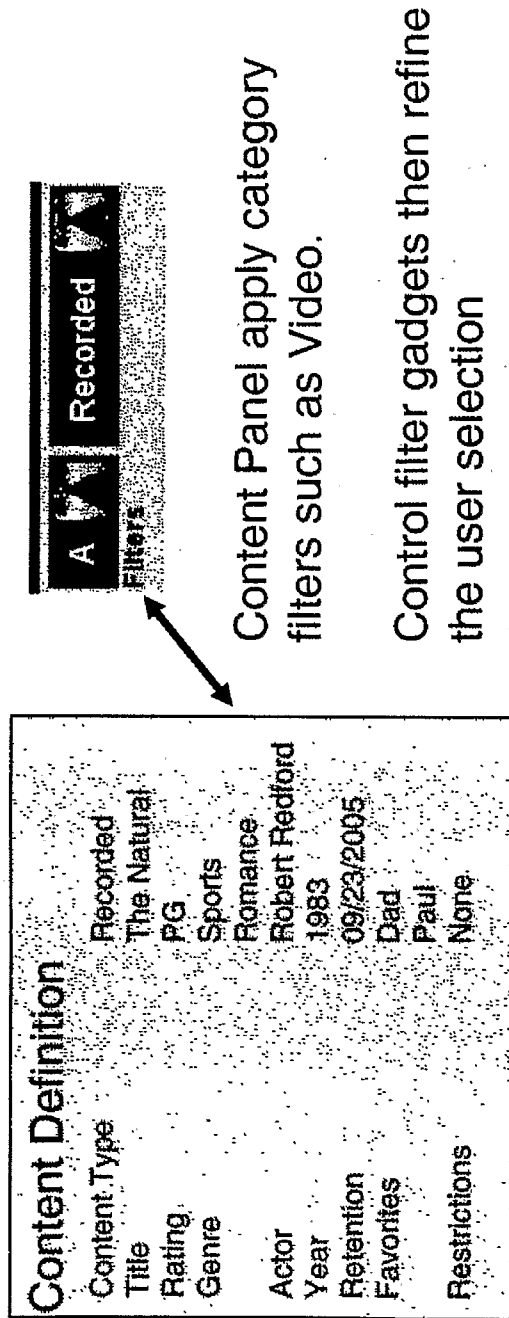 Content Definition
Content Type Recorded
Title The Natural
Rating PG
Genre Sports
Romance
Actor Robert Redford
Year 1983
Retention 09/23/2005
Favorites Dad
Paul
Restrictions None
A Recorded
Filters
Content Panel apply category
filters such as Video.
Control filter gadgets then refine
the user selection